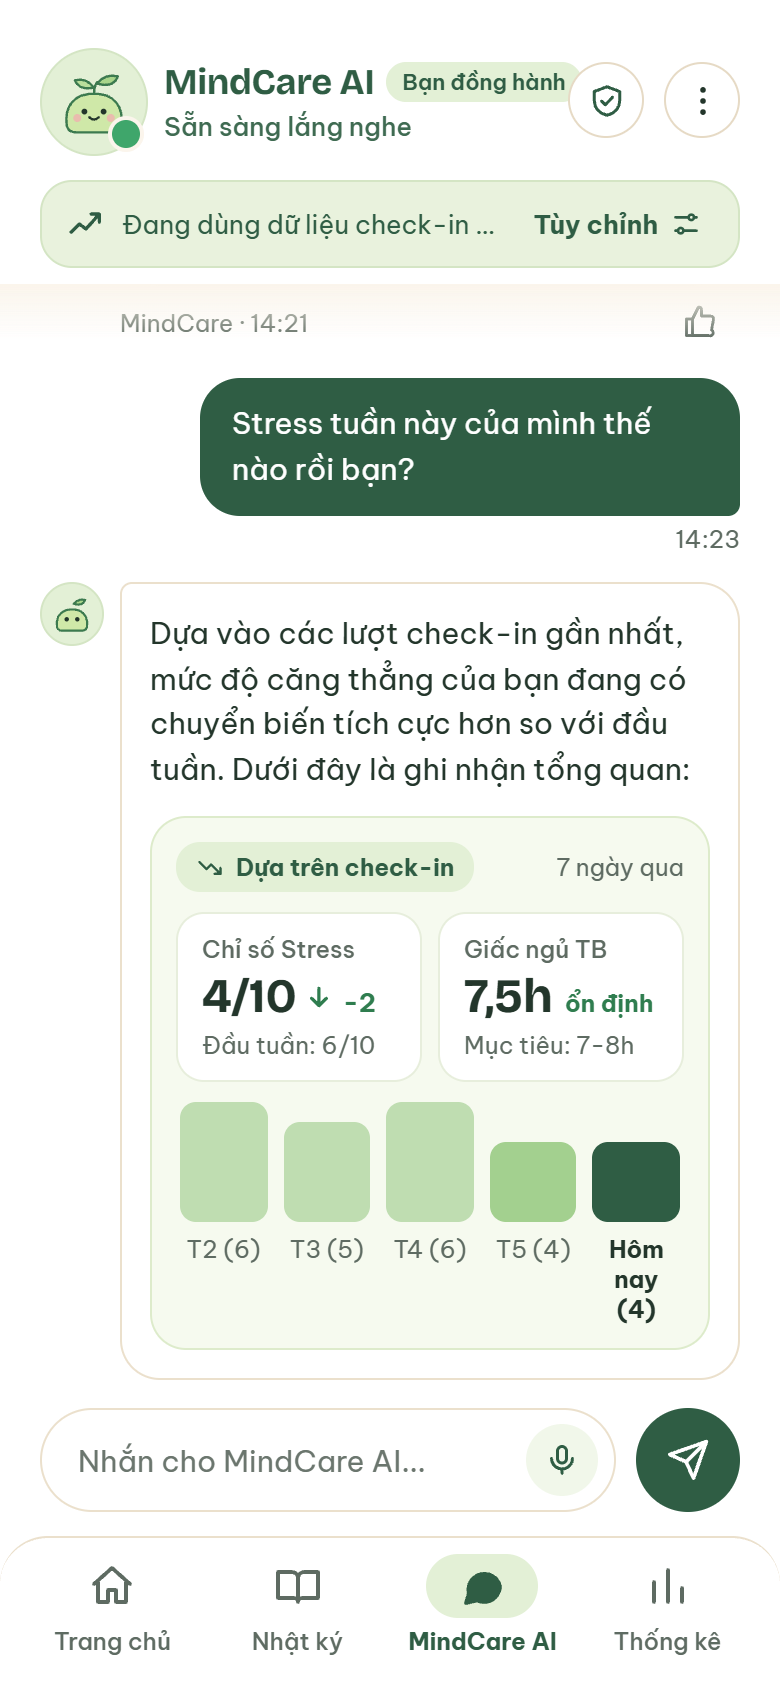 MindCare AI
Bạn đồng hành
Sẵn sàng lắng nghe
Đang dùng dữ liệu check-in ...
Tùy chỉnh
MindCare · 14:21
Stress tuần này của mình thế
nào rồi bạn?
14:23
Dựa vào các lượt check-in gần nhất,
mức độ căng thẳng của bạn đang có
chuyển biến tích cực hơn so với đầu
tuần. Dưới đây là ghi nhận tổng quan:
Dựa trên check-in
7 ngày qua
Chỉ số Stress
4/10 ↓ -2
Đầu tuần: 6/10
Giấc ngủ TB
7,5h ổn định
Mục tiêu: 7-8h
T2 (6)
T3 (5)
T4 (6)
T5 (4)
Hôm
nay
(4)
Nhắn cho MindCare AI...
Trang chủ
Nhật ký
MindCare AI
Thống kê